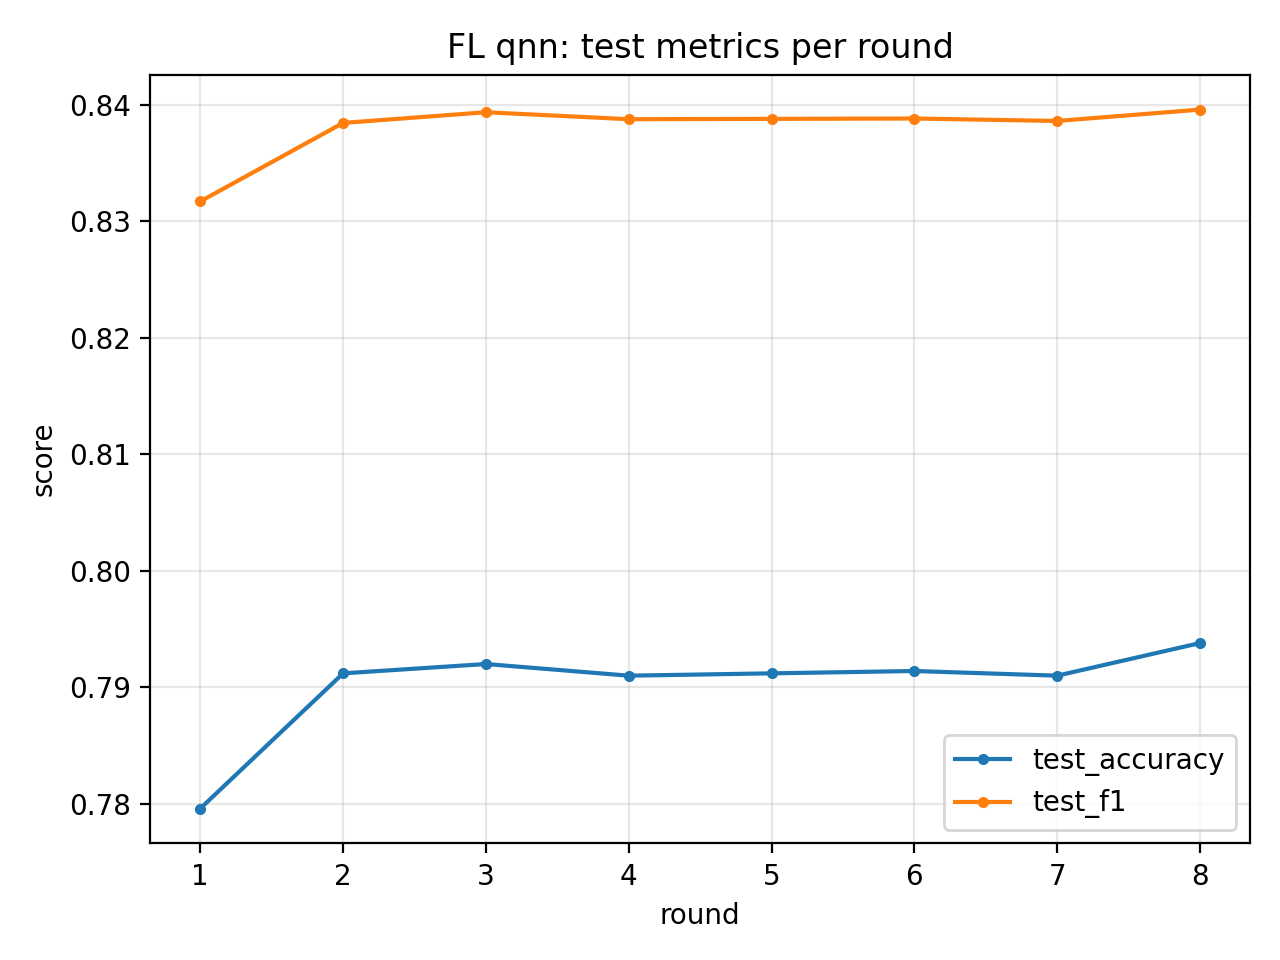 FL qnn: test metrics per round
0.84
0.83
0.82
0.81
0.80
0.79
0.78
score
test_accuracy
test_f1
1 2 3 4 5 6 7 8
round